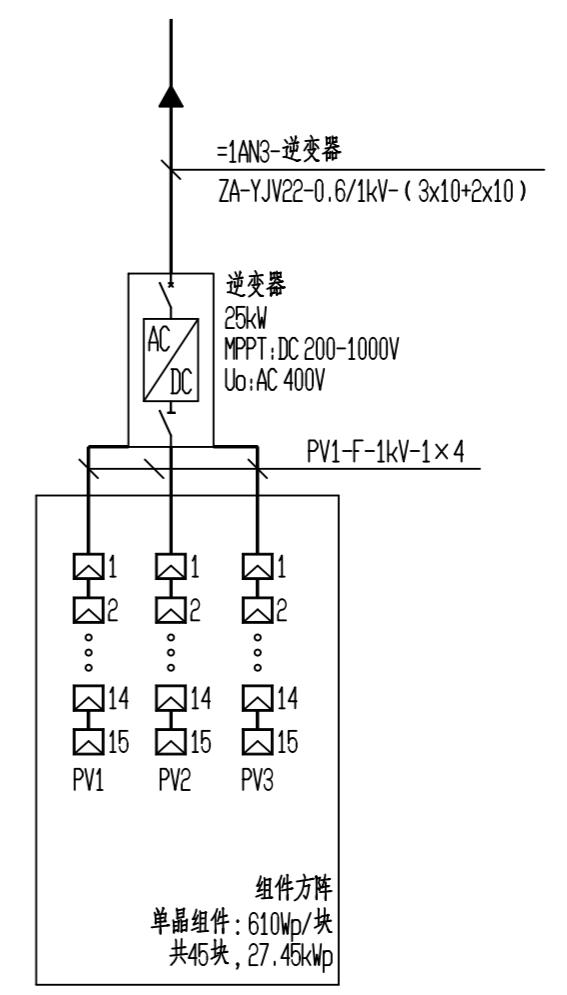 =1AN3-逆变器
ZA-YJV22-0.6/1kV-(3x10+2x10)
逆变器
25kW
MPPT:DC 200-1000V
Uo:AC 400V
AC
DC
PV1-F-1kV-1×4
1 1 1
2 2 2
14 14 14
15 15 15
PV1 PV2 PV3
组件方阵
单晶组件:610Wp/块
共45块,27.45kWp